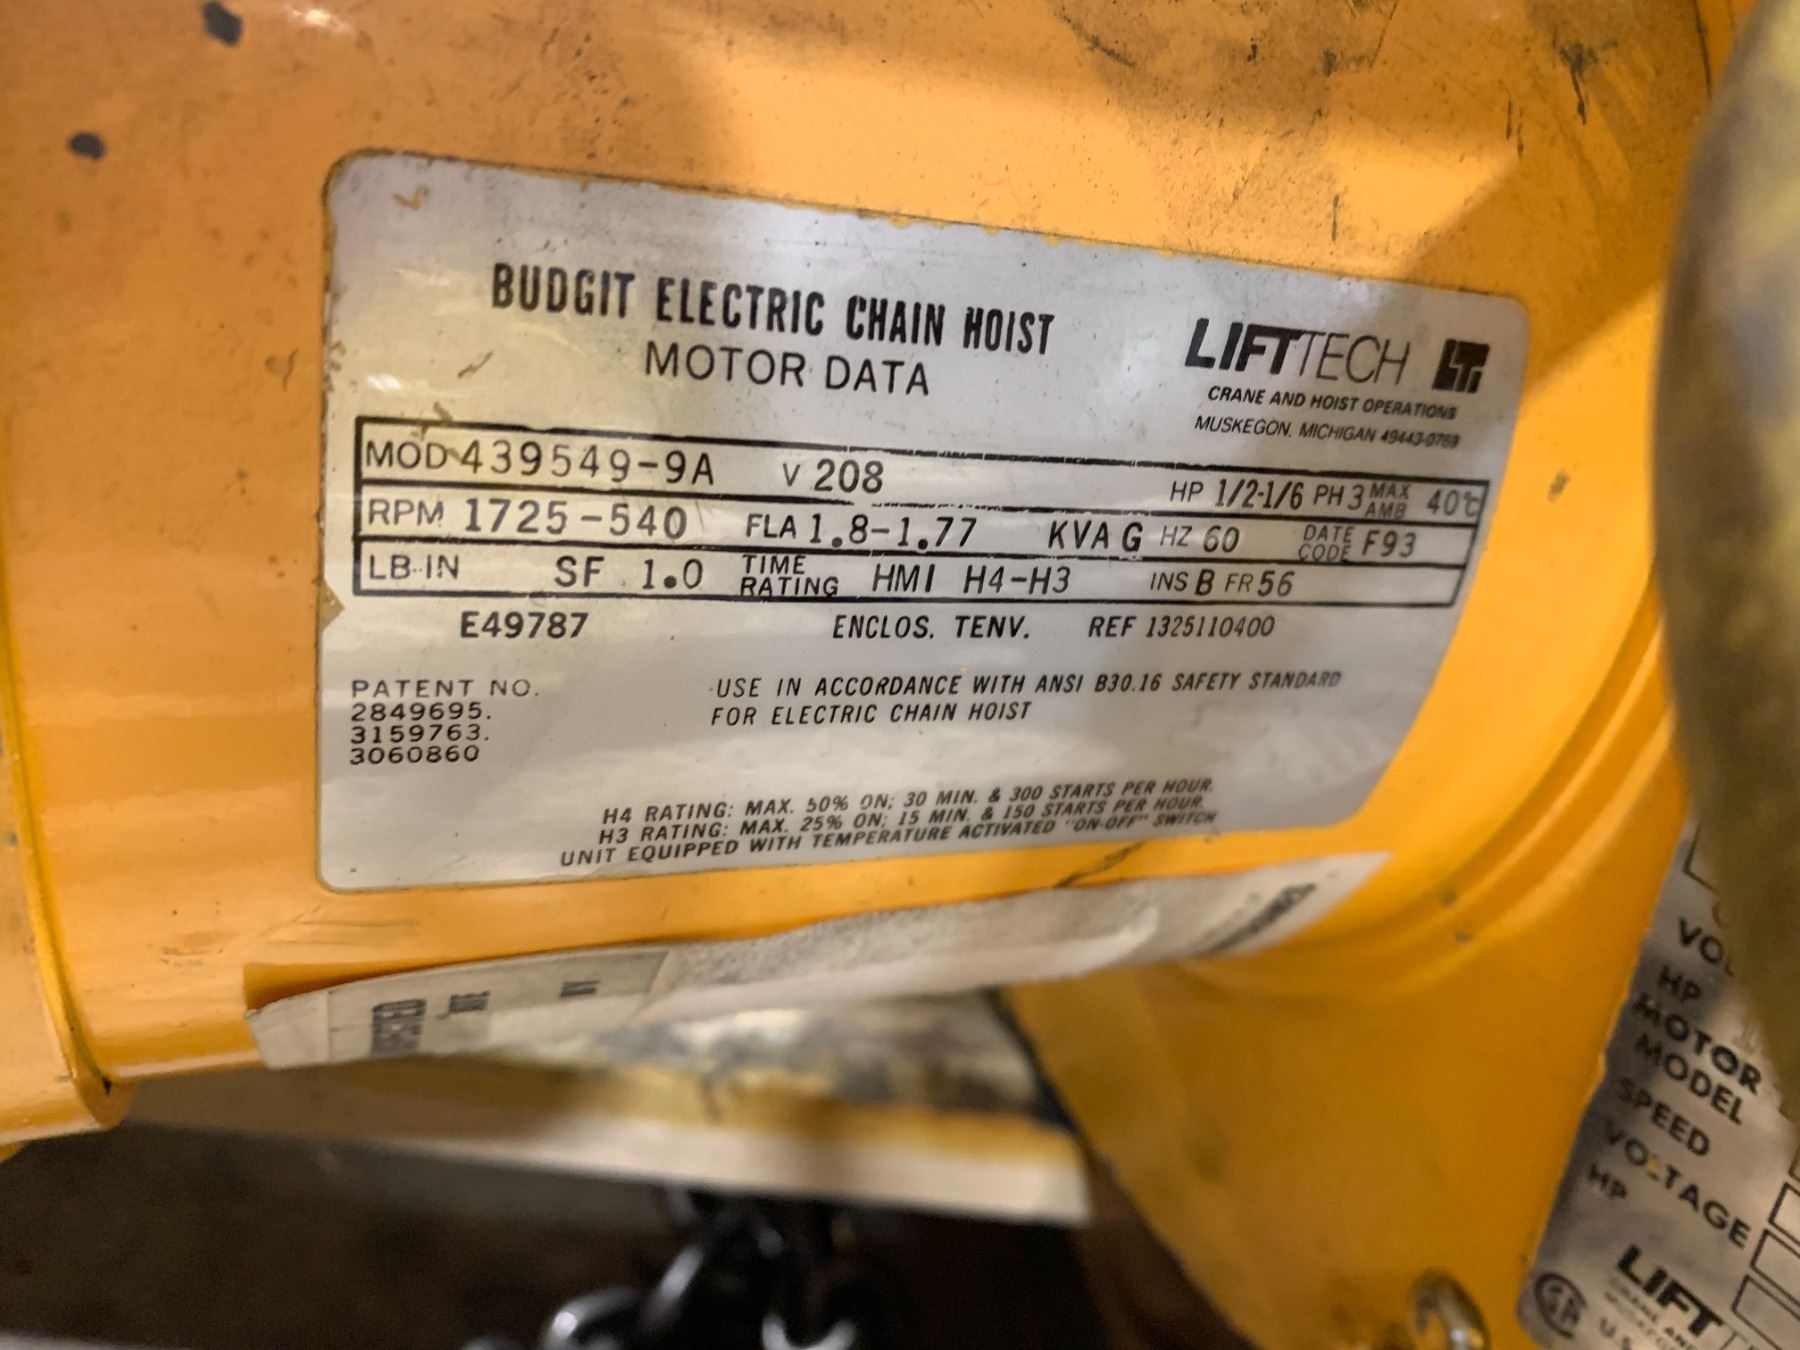 BUDGIT ELECTRIC CHAIN HOIST
MOTOR DATA
LIFTTECH LTI
CRANE AND HOIST OPERATIONS
MUSKEGON, MICHIGAN 49443-0769
MOD 439549-9A V 208 HP 1/2-1/6 PH 3 MAX AMB 40°C
RPM 1725-540 FLA 1.8-1.77 KVA G HZ 60 DATE CODE F93
LB-IN SF 1.0 TIME RATING HMI H4-H3 INS B FR 56
E49787 ENCLOS. TENV. REF 1325110400
PATENT NO.
2849695.
3159763.
3060860
USE IN ACCORDANCE WITH ANSI B30.16 SAFETY STANDARD
FOR ELECTRIC CHAIN HOIST
H4 RATING: MAX. 50% ON; 30 MIN. & 300 STARTS PER HOUR.
H3 RATING: MAX. 25% ON; 15 MIN. & 150 STARTS PER HOUR.
UNIT EQUIPPED WITH TEMPERATURE ACTIVATED "ON-OFF" SWITCH
HP
MOTOR
MODEL
SPEED
VOLTAGE
HP